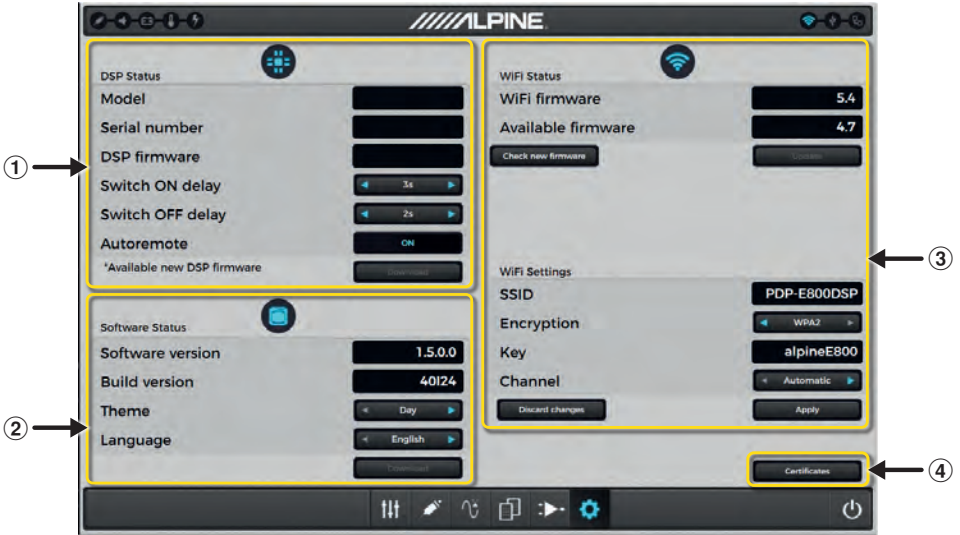 ALPINE
DSP Status
Model
Serial number
DSP firmware
Switch ON delay 3s
Switch OFF delay 2s
Autoremote ON
*Available new DSP firmware Download
Software Status
Software version 1.5.0.0
Build version 40124
Theme Day
Language English
Download
WiFi Status
WiFi firmware 5.4
Available firmware 4.7
Check new firmware Update
WiFi Settings
SSID PDP-E800DSP
Encryption WPA2
Key alpineE800
Channel Automatic
Discard changes Apply
Certificates
1
2
3
4